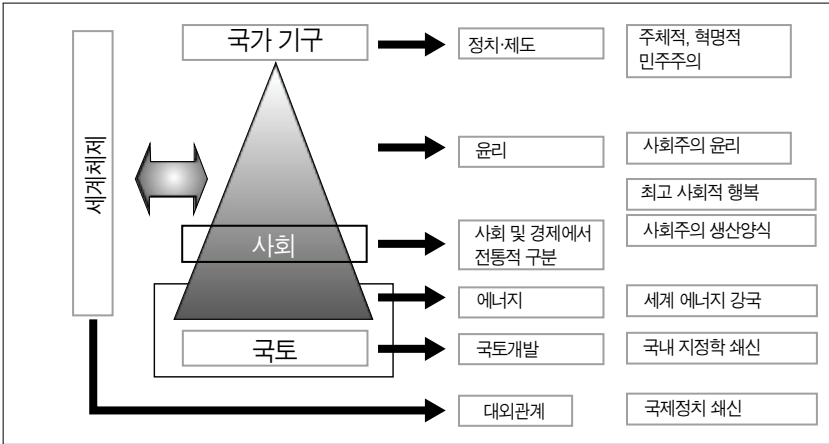 국가 기구
정치·제도
주체적, 혁명적
민주주의
세계체제
윤리
사회주의 윤리
최고 사회적 행복
사회
사회 및 경제에서
전통적 구분
사회주의 생산양식
에너지
세계 에너지 강국
국토
국토개발
국내 지정학 쇄신
대외관계
국제정치 쇄신